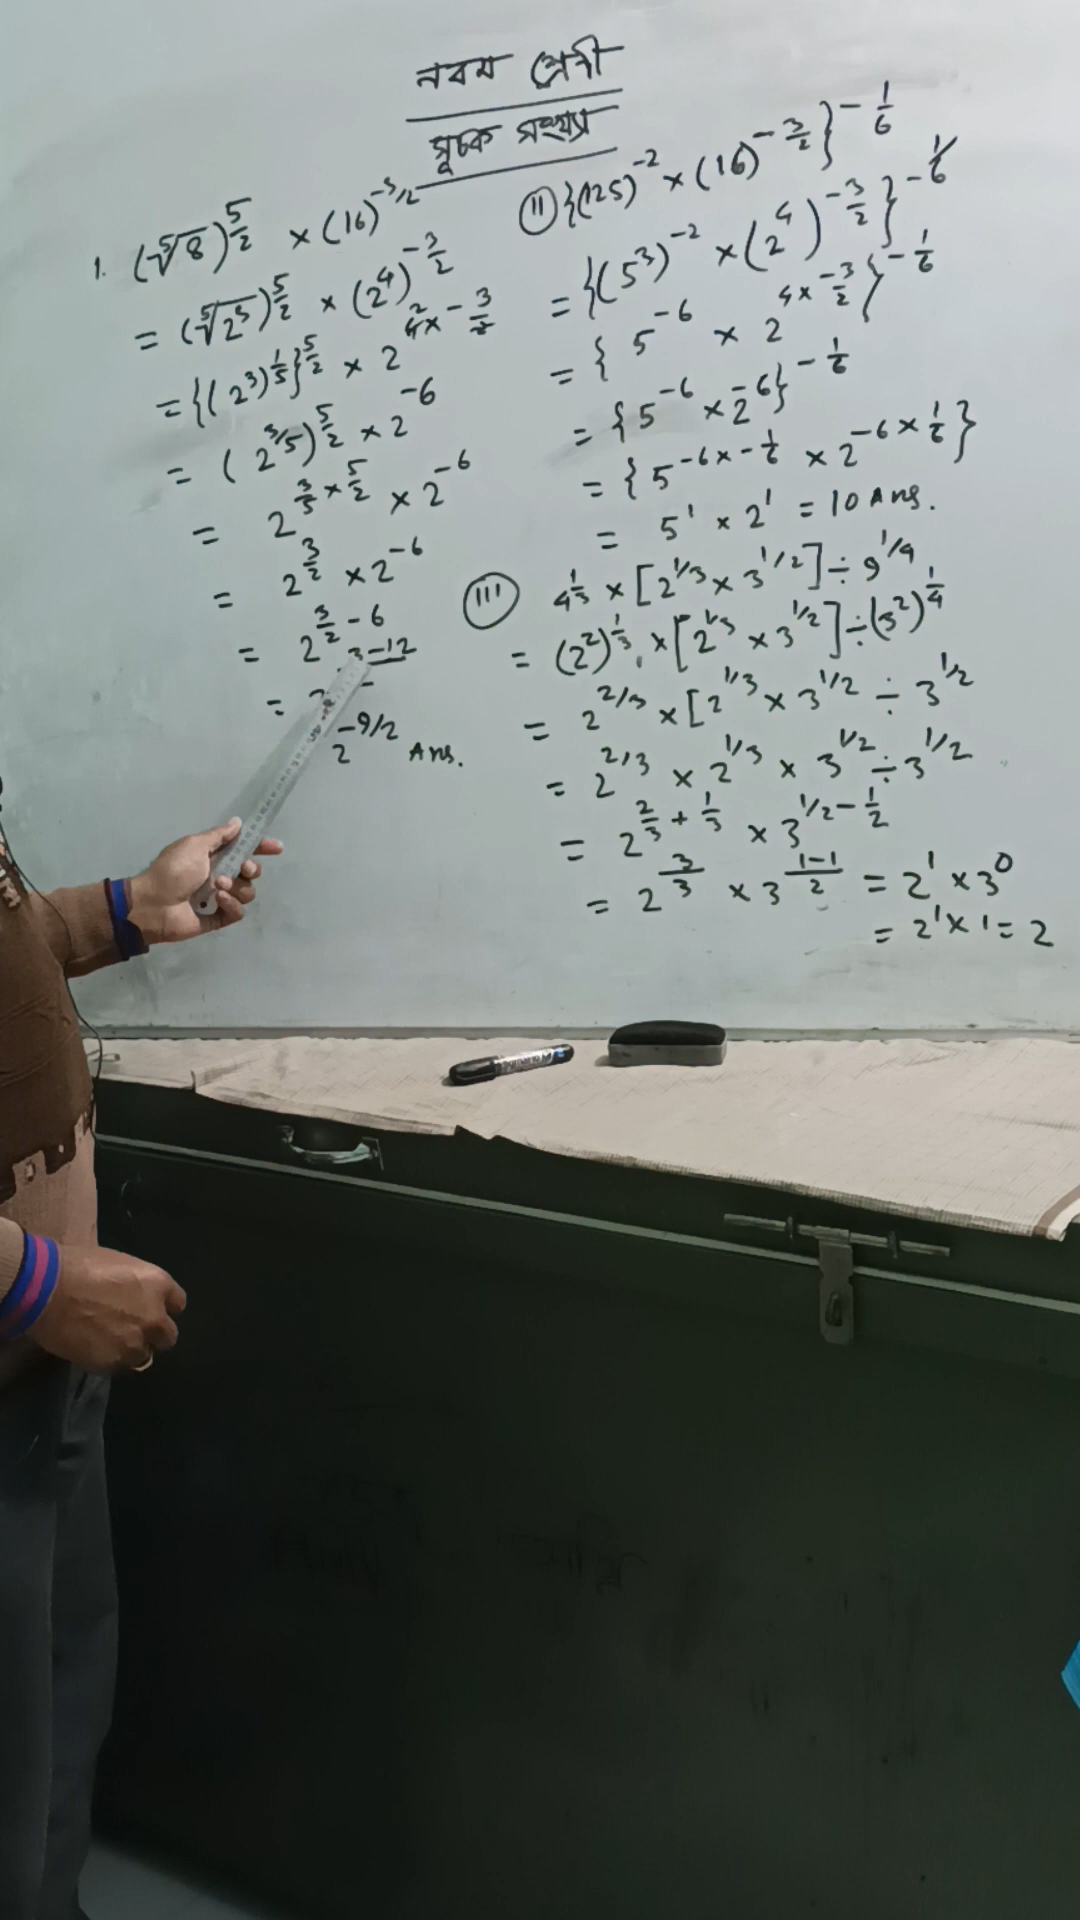 নবম শ্রেণী
সূচক সংখ্যা
1. (⁵√8)^5/2 × (16)^-3/2
= (⁵√2³)^5/2 × (2^4)^-3/2
= {(2^3)^1/5}^5/2 × 2^4×-3/2
= (2^3/5)^5/2 × 2^-6
= 2^3/5×5/2 × 2^-6
= 2^3/2 × 2^-6
= 2^3/2-6
= 2^3-12
2^-9/2 Ans.
(II) {(125)^-2 × (16)^-3/2}^-1/6
= {(5^3)^-2 × (2^4)^-3/2}^-1/6
= {5^-6 × 2^4×-3/2}^-1/6
= {5^-6 × 2^-6}^-1/6
= {5^-6×-1/6 × 2^-6×1/6}
= 5^1 × 2^1 = 10 Ans.
(III) 4^1/3 × [2^1/3 × 3^1/2] ÷ 9^1/4
= (2^2)^1/3 × [2^1/3 × 3^1/2] ÷ (3^2)^1/4
= 2^2/3 × [2^1/3 × 3^1/2 ÷ 3^1/2
= 2^2/3 × 2^1/3 × 3^1/2 ÷ 3^1/2
= 2^2/3+1/3 × 3^1/2-1/2
= 2^3/3 × 3^1-1/2 = 2^1 × 3^0
= 2^1 × 1 = 2